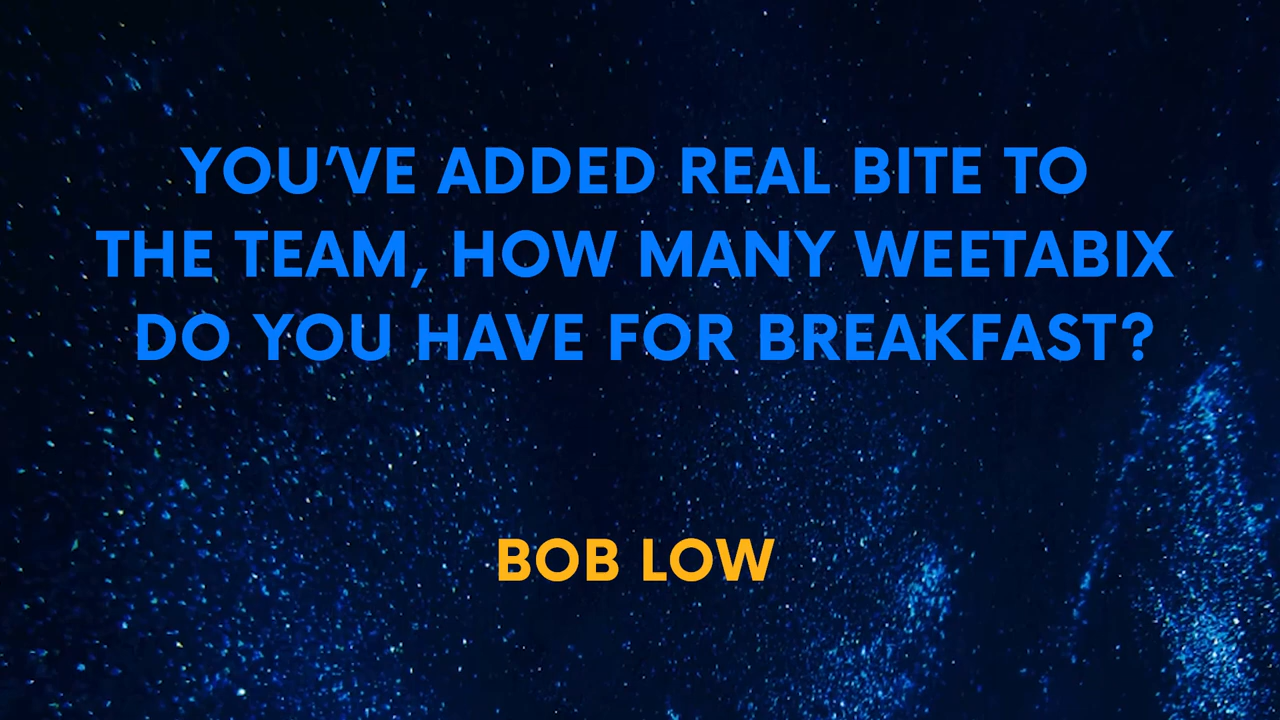 YOU’VE ADDED REAL BITE TO
THE TEAM, HOW MANY WEETABIX
DO YOU HAVE FOR BREAKFAST?
BOB LOW